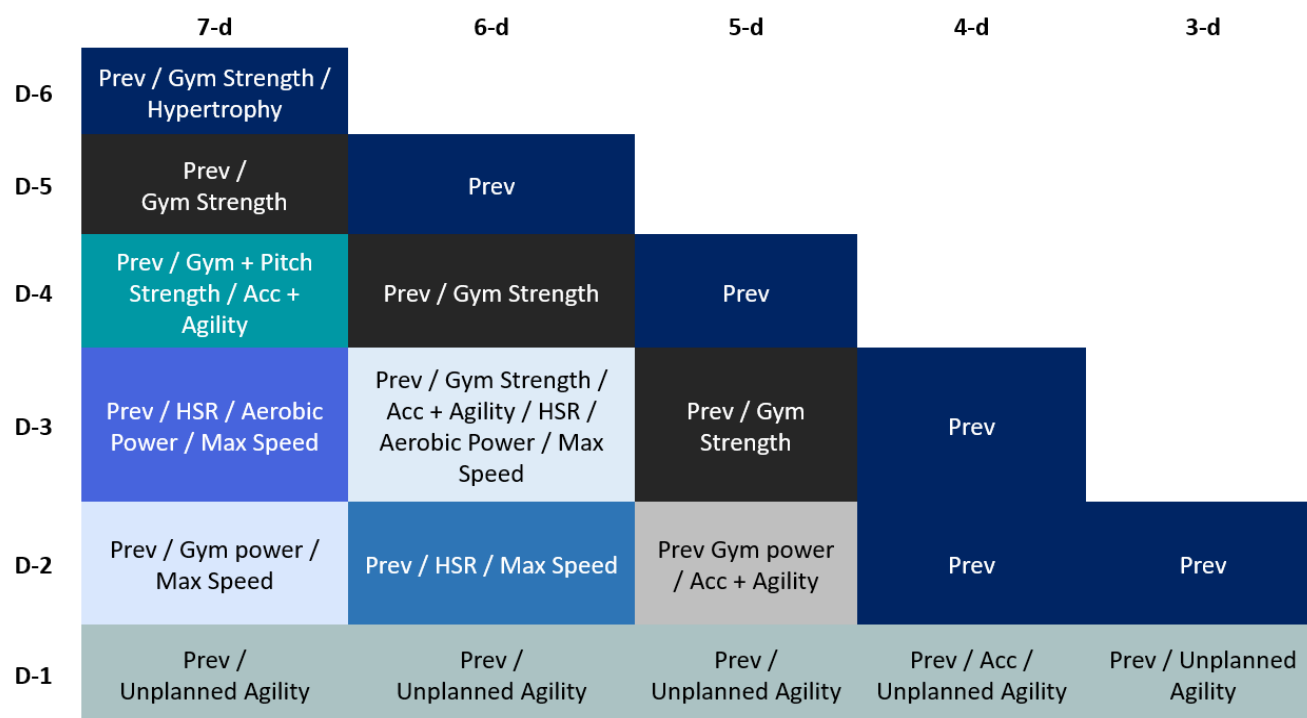 7-d
6-d
5-d
4-d
3-d
D-6
Prev / Gym Strength /
Hypertrophy
D-5
Prev /
Gym Strength
Prev
D-4
Prev / Gym + Pitch
Strength / Acc +
Agility
Prev / Gym Strength
Prev
D-3
Prev / HSR / Aerobic
Power / Max Speed
Prev / Gym Strength /
Acc + Agility / HSR /
Aerobic Power / Max
Speed
Prev / Gym
Strength
Prev
D-2
Prev / Gym power /
Max Speed
Prev / HSR / Max Speed
Prev Gym power
/ Acc + Agility
Prev
Prev
D-1
Prev /
Unplanned Agility
Prev /
Unplanned Agility
Prev /
Unplanned Agility
Prev / Acc /
Unplanned Agility
Prev / Unplanned
Agility